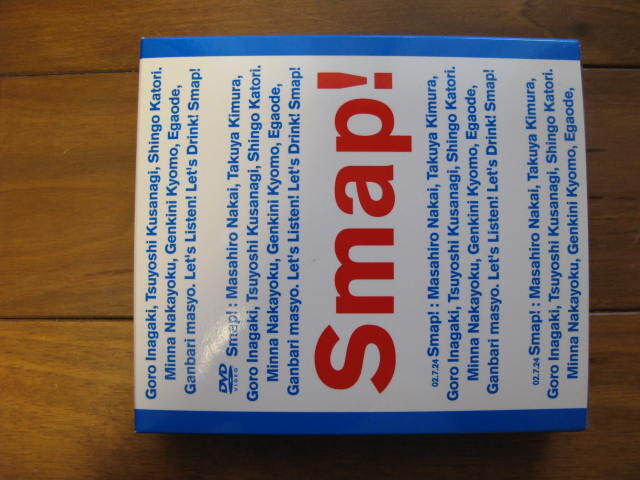 Goro Inagaki, Tsuyoshi Kusanagi, Shingo Katori.
Minna Nakayoku, Genkini Kyomo, Egaode,
Ganbari masyo. Let's Listen! Let's Drink! Smap!
DVD VIDEO Smap! : Masahiro Nakai, Takuya Kimura,
Goro Inagaki, Tsuyoshi Kusanagi, Shingo Katori.
Minna Nakayoku, Genkini Kyomo, Egaode,
Ganbari masyo. Let's Listen! Let's Drink! Smap!
Smap!
02.7.24 Smap! : Masahiro Nakai, Takuya Kimura,
Goro Inagaki, Tsuyoshi Kusanagi, Shingo Katori.
Minna Nakayoku, Genkini Kyomo, Egaode,
Ganbari masyo. Let's Listen! Let's Drink! Smap!
02.7.24 Smap! : Masahiro Nakai, Takuya Kimura,
Goro Inagaki, Tsuyoshi Kusanagi, Shingo Katori.
Minna Nakayoku, Genkini Kyomo, Egaode,